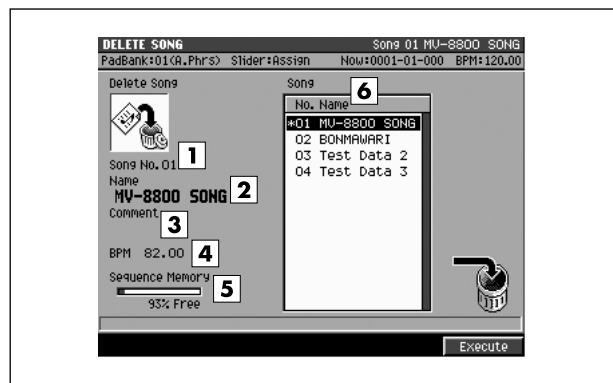 DELETE SONG Song 01 MV-8800 SONG
PadBank:01(A.Phrs) Slider:Assign Now:0001-01-000 BPM:120.00
Delete Song
Song No.01 1
Name
MV-8800 SONG 2
Comment 3
BPM 82.00 4
Sequence Memory 5
93% Free
Song
No. Name 6
*01 MV-8800 SONG
02 BONMAWARI
03 Test Data 2
04 Test Data 3
Execute